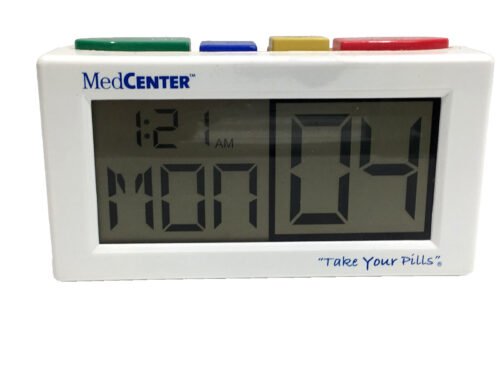 MedCenter™
1:21 AM
MON
04
"Take Your Pills"®